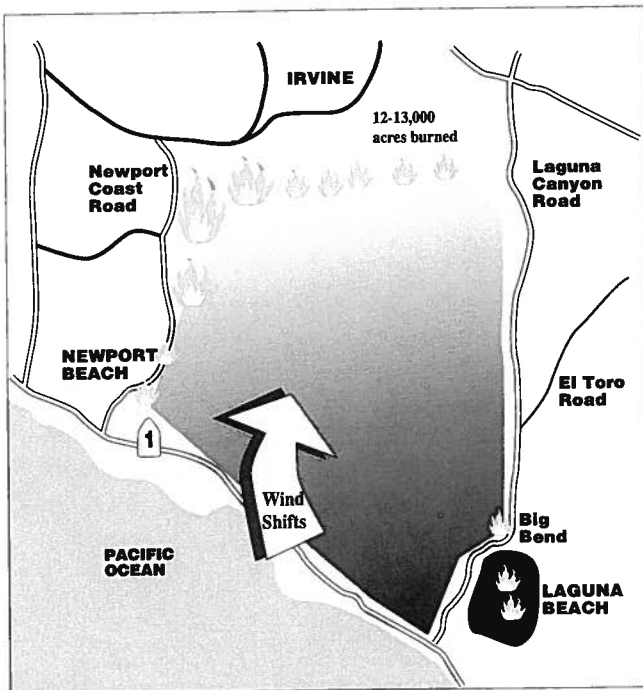 IRVINE
12-13,000
acres burned
Newport
Coast
Road
Laguna
Canyon
Road
NEWPORT
BEACH
El Toro
Road
1
Wind
Shifts
Big
Bend
PACIFIC
OCEAN
LAGUNA
BEACH